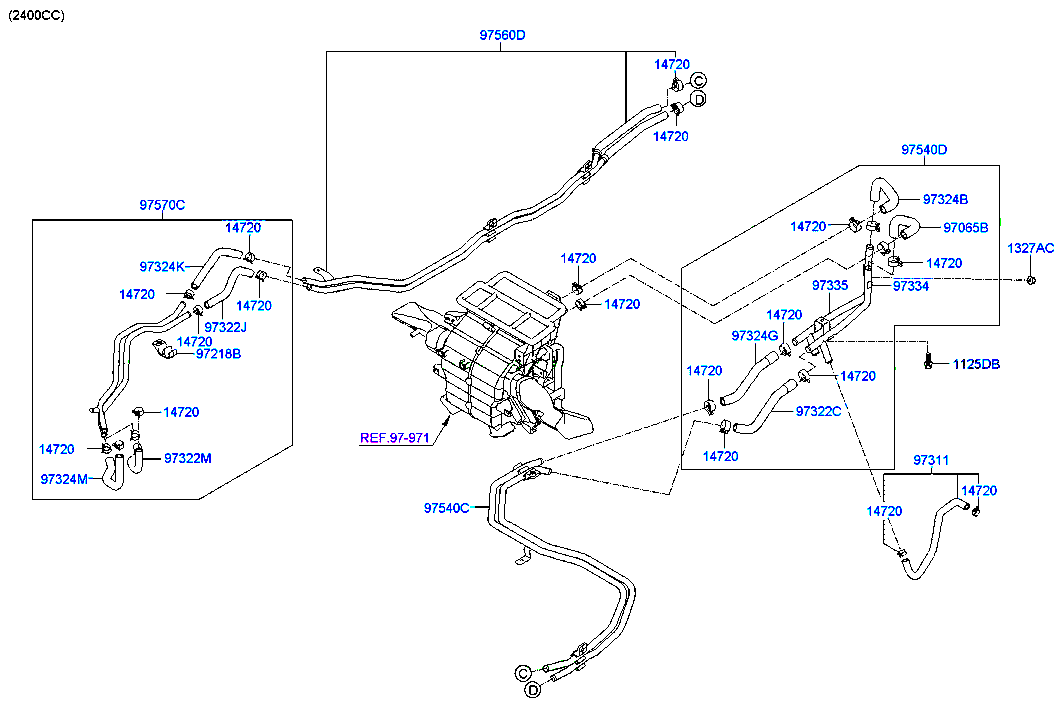 (2400CC)
97560D
14720
C
D
14720
97540D
97570C
97324B
14720
14720
97065B
1327AC
14720
97324K
14720
14720
97335
97334
14720
14720
14720
97322J
14720
97324G
14720
97218B
14720
14720
1125DB
14720
97322C
REF.97-971
14720
97322M
14720
97311
97324M
14720
97540C
14720
C
D